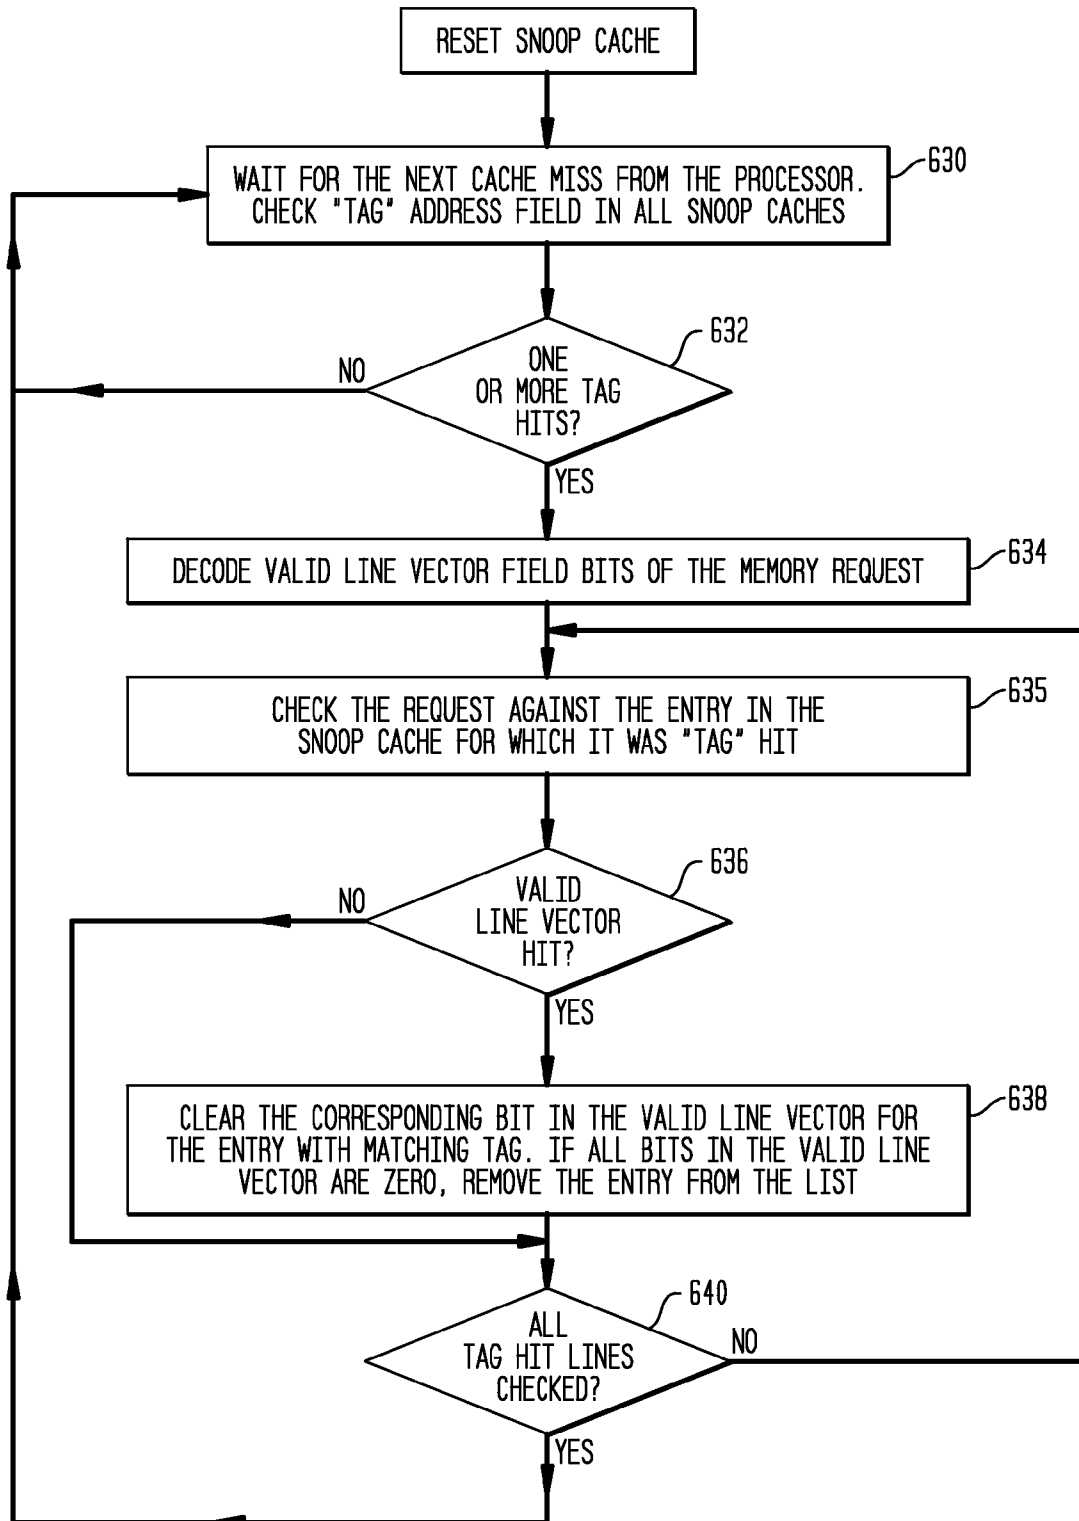 RESET SNOOP CACHE
630
WAIT FOR THE NEXT CACHE MISS FROM THE PROCESSOR.
CHECK "TAG" ADDRESS FIELD IN ALL SNOOP CACHES
632
ONE
OR MORE TAG
HITS?
NO
YES
634
DECODE VALID LINE VECTOR FIELD BITS OF THE MEMORY REQUEST
635
CHECK THE REQUEST AGAINST THE ENTRY IN THE
SNOOP CACHE FOR WHICH IT WAS "TAG" HIT
636
VALID
LINE VECTOR
HIT?
NO
YES
638
CLEAR THE CORRESPONDING BIT IN THE VALID LINE VECTOR FOR
THE ENTRY WITH MATCHING TAG. IF ALL BITS IN THE VALID LINE
VECTOR ARE ZERO, REMOVE THE ENTRY FROM THE LIST
640
ALL
TAG HIT LINES
CHECKED?
NO
YES